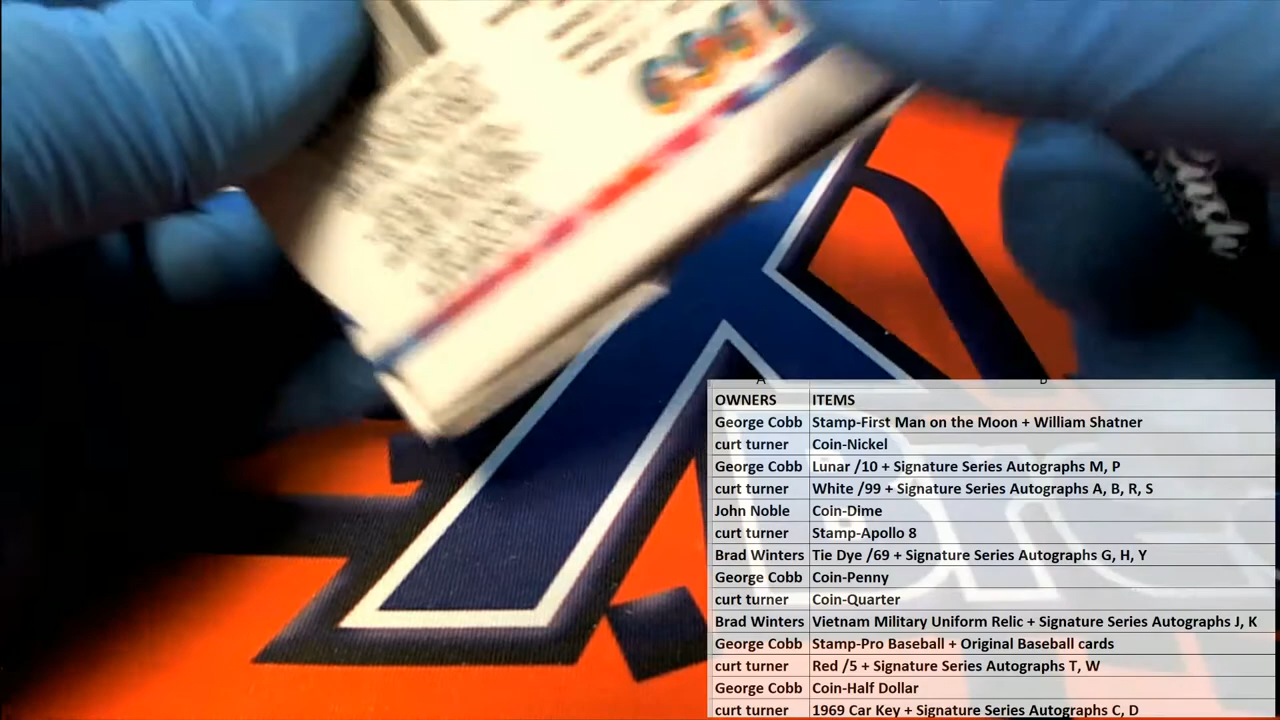 OWNERS ITEMS
George Cobb Stamp-First Man on the Moon + William Shatner
curt turner Coin-Nickel
George Cobb Lunar /10 + Signature Series Autographs M, P
curt turner White /99 + Signature Series Autographs A, B, R, S
John Noble Coin-Dime
curt turner Stamp-Apollo 8
Brad Winters Tie Dye /69 + Signature Series Autographs G, H, Y
George Cobb Coin-Penny
curt turner Coin-Quarter
Brad Winters Vietnam Military Uniform Relic + Signature Series Autographs J, K
George Cobb Stamp-Pro Baseball + Original Baseball cards
curt turner Red /5 + Signature Series Autographs T, W
George Cobb Coin-Half Dollar
curt turner 1969 Car Key + Signature Series Autographs C, D